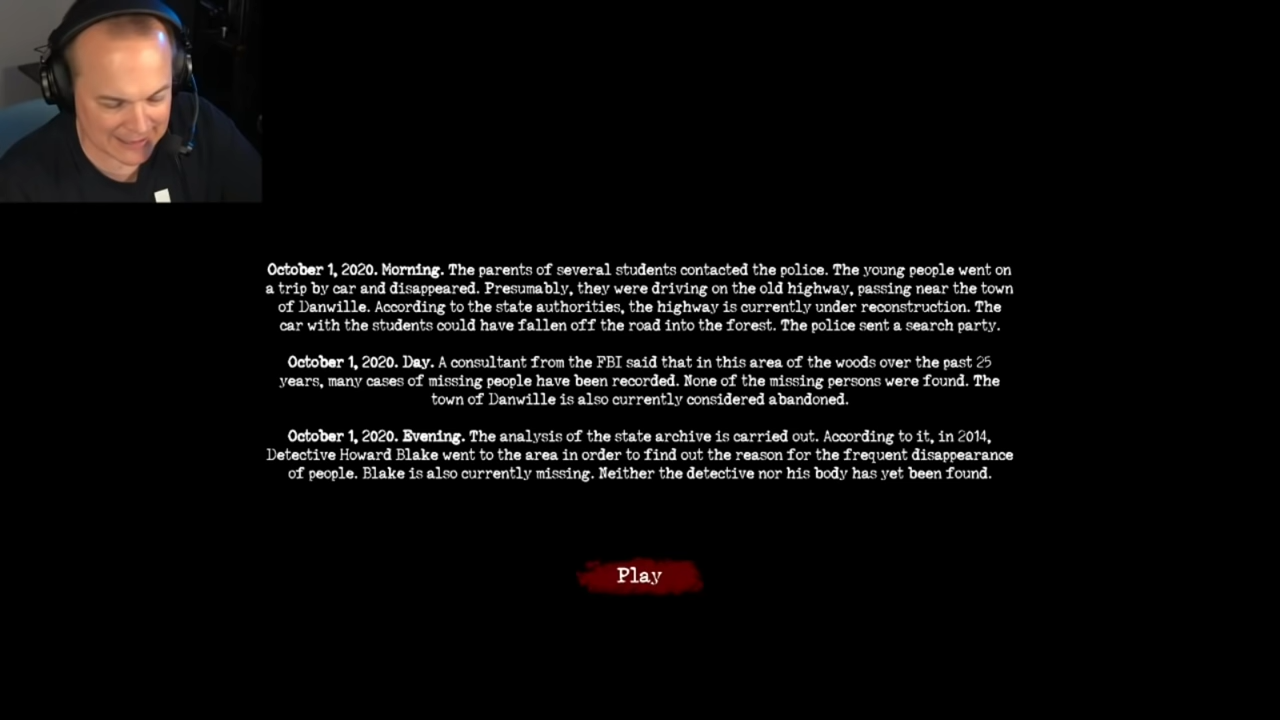 October 1, 2020. Morning. The parents of several students contacted the police. The young people went on
a trip by car and disappeared. Presumably, they were driving on the old highway, passing near the town
of Danwille. According to the state authorities, the highway is currently under reconstruction. The
car with the students could have fallen off the road into the forest. The police sent a search party.
October 1, 2020. Day. A consultant from the FBI said that in this area of the woods over the past 25
years, many cases of missing people have been recorded. None of the missing persons were found. The
town of Danwille is also currently considered abandoned.
October 1, 2020. Evening. The analysis of the state archive is carried out. According to it, in 2014,
Detective Howard Blake went to the area in order to find out the reason for the frequent disappearance
of people. Blake is also currently missing. Neither the detective nor his body has yet been found.
Play